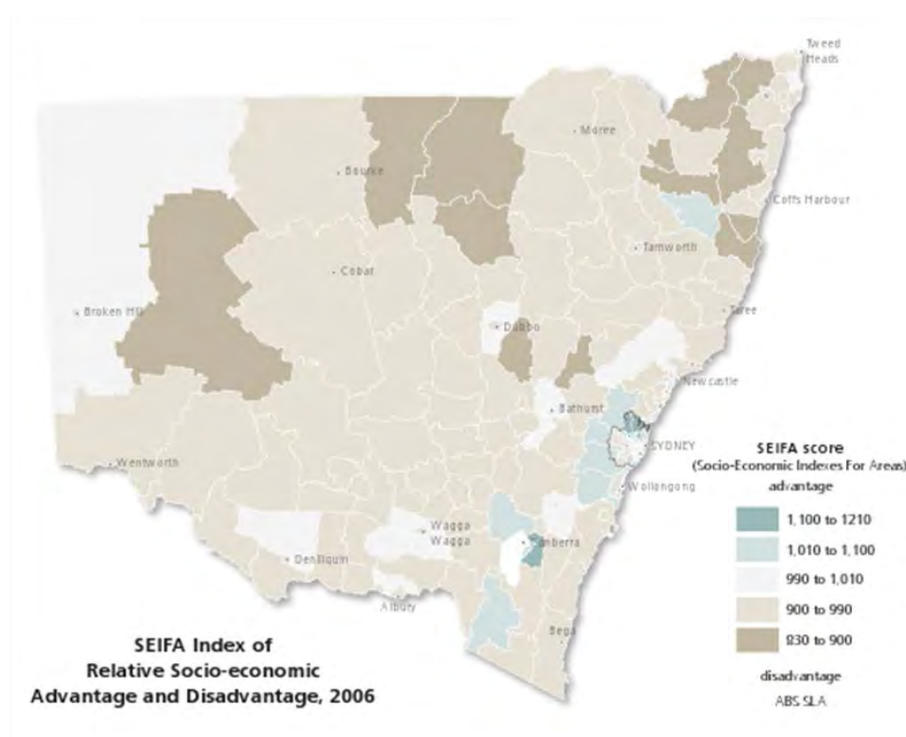 Tweed
Heads
Moree
Bourke
Coffs Harbour
Tamworth
Cobar
Broken Hill
Taree
Dubbo
Newcastle
Bathurst
SYDNEY
Wentworth
Wollongong
Wagga
Wagga
Canberra
Deniliquin
Albury
Bega
SEIFA Index of
Relative Socio-economic
Advantage and Disadvantage, 2006
SEIFA score
(Socio-Economic Indexes For Areas)
advantage
1,100 to 1210
1,010 to 1,100
990 to 1,010
900 to 990
830 to 900
disadvantage
ABS SLA